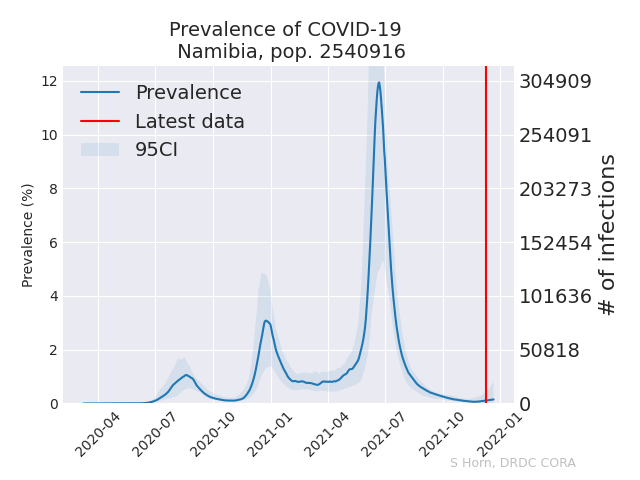 Prevalence of COVID-19
Namibia, pop. 2540916
Prevalence
Latest data
95CI
Prevalence (%)
12
10
8
6
4
2
0
304909
254091
203273
152454
101636
50818
0
# of infections
2020-04
2020-07
2020-10
2021-01
2021-04
2021-07
2021-10
2022-01
S Horn, DRDC CORA